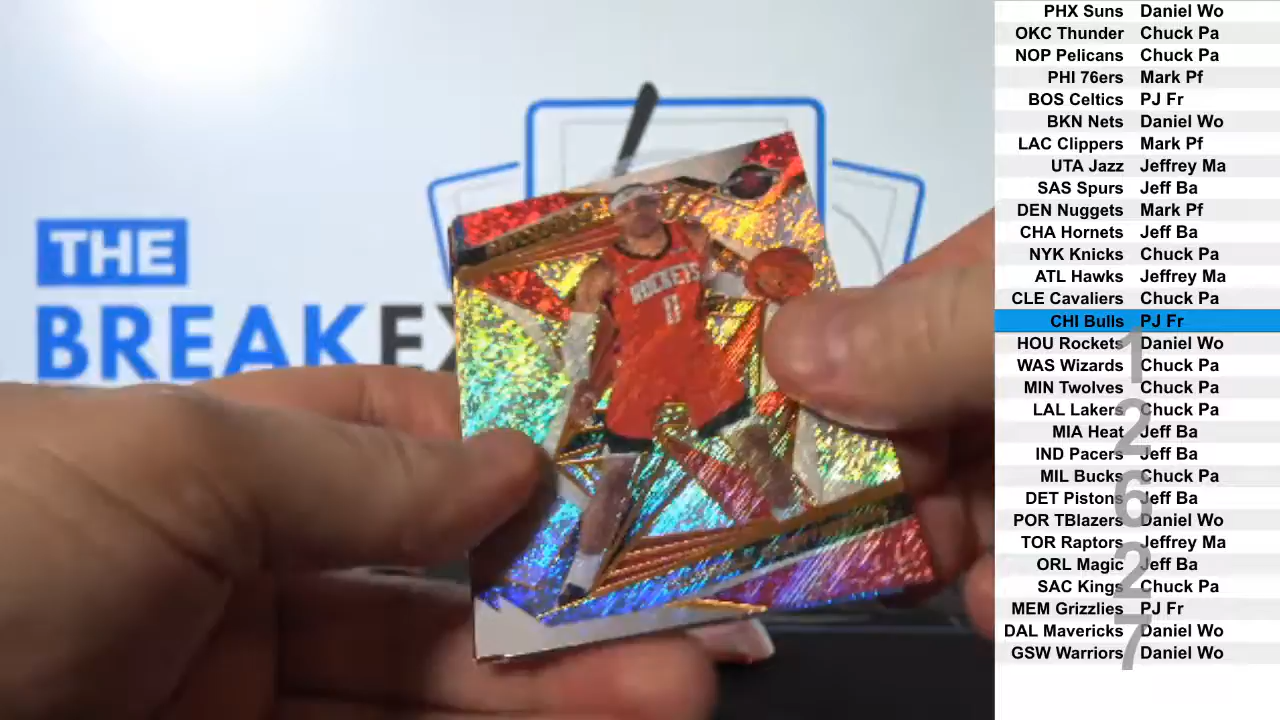 THE
BREAKE
ROCKETS
PHX Suns Daniel Wo
OKC Thunder Chuck Pa
NOP Pelicans Chuck Pa
PHI 76ers Mark Pf
BOS Celtics PJ Fr
BKN Nets Daniel Wo
LAC Clippers Mark Pf
UTA Jazz Jeffrey Ma
SAS Spurs Jeff Ba
DEN Nuggets Mark Pf
CHA Hornets Jeff Ba
NYK Knicks Chuck Pa
ATL Hawks Jeffrey Ma
CLE Cavaliers Chuck Pa
CHI Bulls PJ Fr
HOU Rockets Daniel Wo
WAS Wizards Chuck Pa
MIN Twolves Chuck Pa
LAL Lakers Chuck Pa
MIA Heat Jeff Ba
IND Pacers Jeff Ba
MIL Bucks Chuck Pa
DET Pistons Jeff Ba
POR TBlazers Daniel Wo
TOR Raptors Jeffrey Ma
ORL Magic Jeff Ba
SAC Kings Chuck Pa
MEM Grizzlies PJ Fr
DAL Mavericks Daniel Wo
GSW Warriors Daniel Wo
1
2
6
2
7